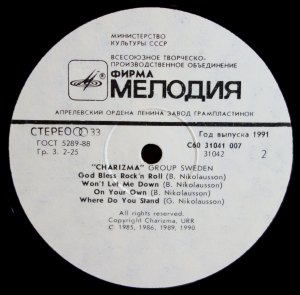 МИНИСТЕРСТВО
КУЛЬТУРЫ СССР
ВСЕСОЮЗНОЕ ТВОРЧЕСКО-
ПРОИЗВОДСТВЕННОЕ ОБЪЕДИНЕНИЕ
ФИРМА
МЕЛОДИЯ
АПРЕЛЕВСКИЙ ОРДЕНА ЛЕНИНА ЗАВОД ГРАМПЛАСТИНОК
СТЕРЕО 33
ГОСТ 5289-88
Гр. 3. 2-25
Год выпуска 1991
С60 31041 007
31042
2
"CHARIZMA" GROUP SWEDEN
God Bless Rock'n Roll (B. Nikolausson)
Won't Let Me Down (B. Nikolausson)
On Your Own (B. Nikolausson)
Where Do You Stand (G. Nikolausson)
All rights reserved.
Copyright Charizma, URR
© 1985, 1986, 1989, 1990